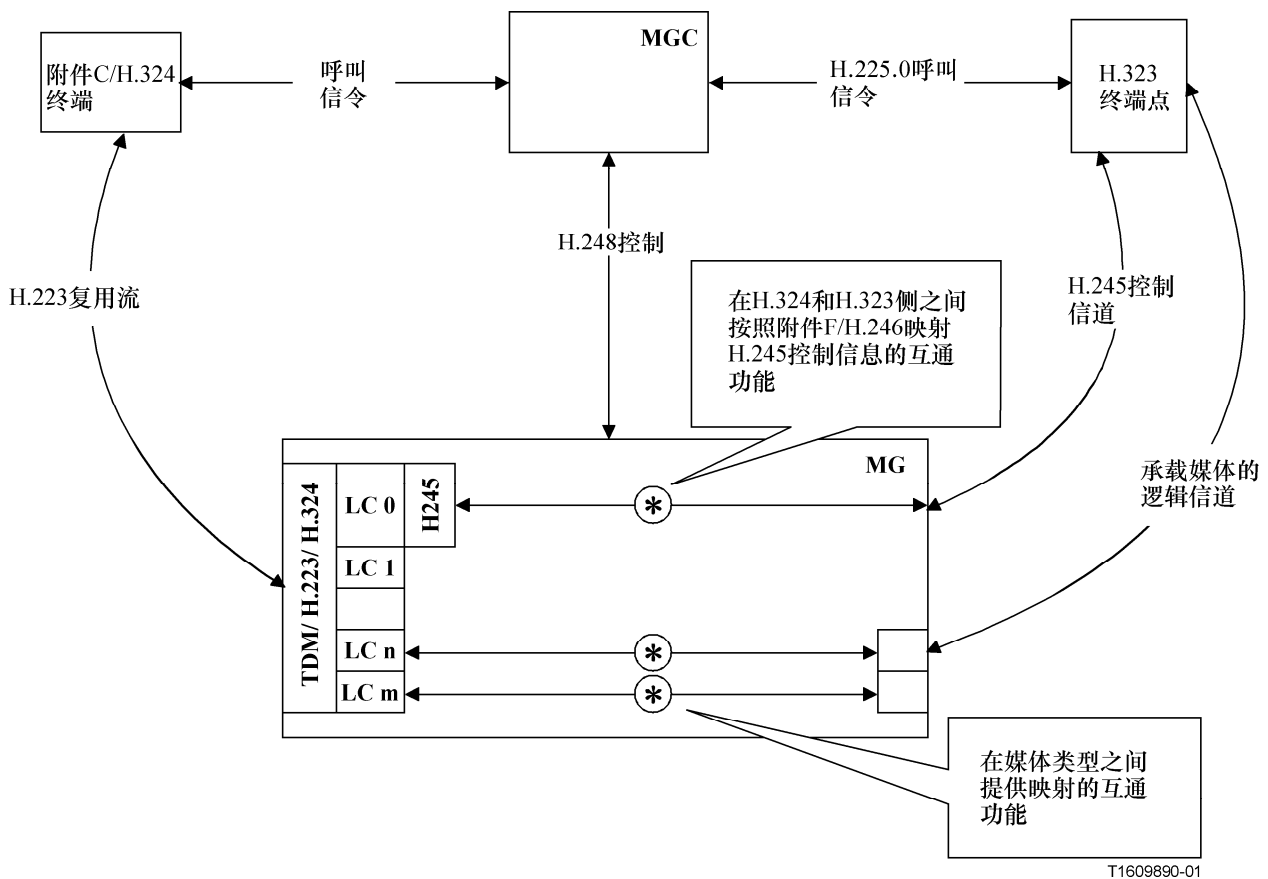 MGC
附件C/H.324
终端
呼叫
信令
H.225.0呼叫
信令
H.323
终端点
H.248控制
H.223复用流
在H.324和H.323侧之间
按照附件F/H.246映射
H.245控制信息的互通
功能
H.245控制
信道
MG
承载媒体的
逻辑信道
TDM/ H.223/ H.324
LC 0
H245
*
LC 1
LC n
*
LC m
*
在媒体类型之间
提供映射的互通
功能
T1609890-01